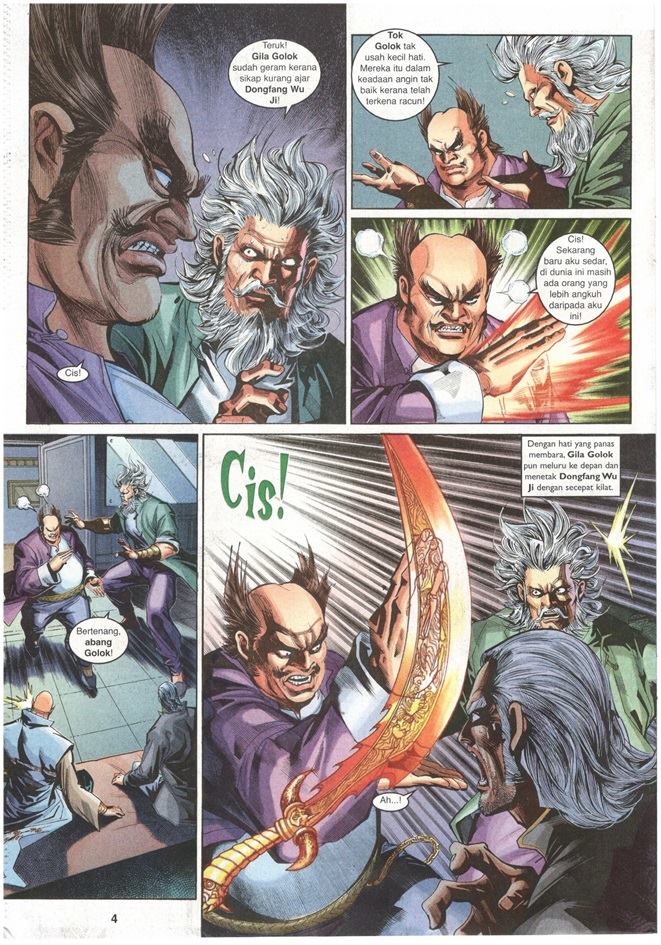 Teruk!
Gila Golok
sudah geram kerana
sikap kurang ajar
Dongfang Wu
Ji!
Cis!
Tok
Golok tak
usah kecil hati.
Mereka itu dalam
keadaan angin tak
baik kerana telah
terkena racun!
Cis!
Sekarang
baru aku sedar,
di dunia ini masih
ada orang yang
lebih angkuh
daripada aku
ini!
Bertenang,
abang
Golok!
Cis!
Dengan hati yang panas
membara, Gila Golok
pun meluru ke depan dan
menetak Dongfang Wu
Ji dengan secepat kilat.
Ah...!
4